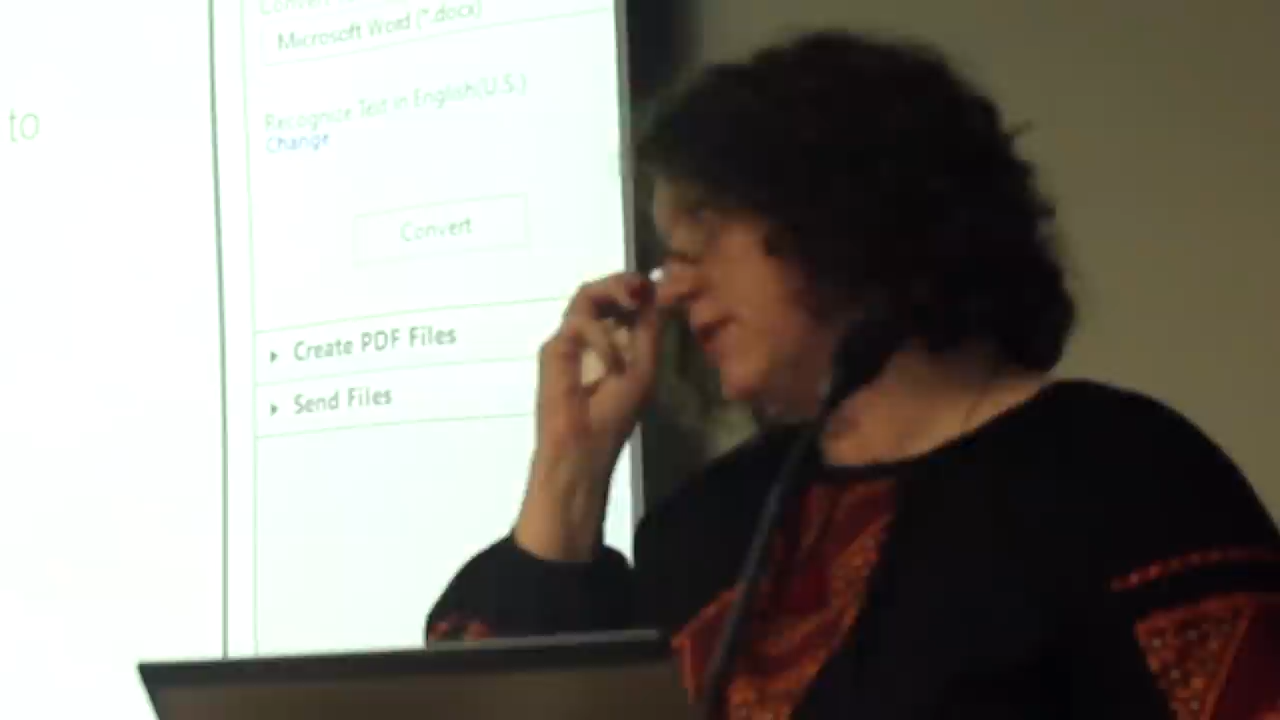 to
Microsoft Word (*.docx)
Recognize Text in English(U.S.)
Change
Convert
Create PDF Files
Send Files